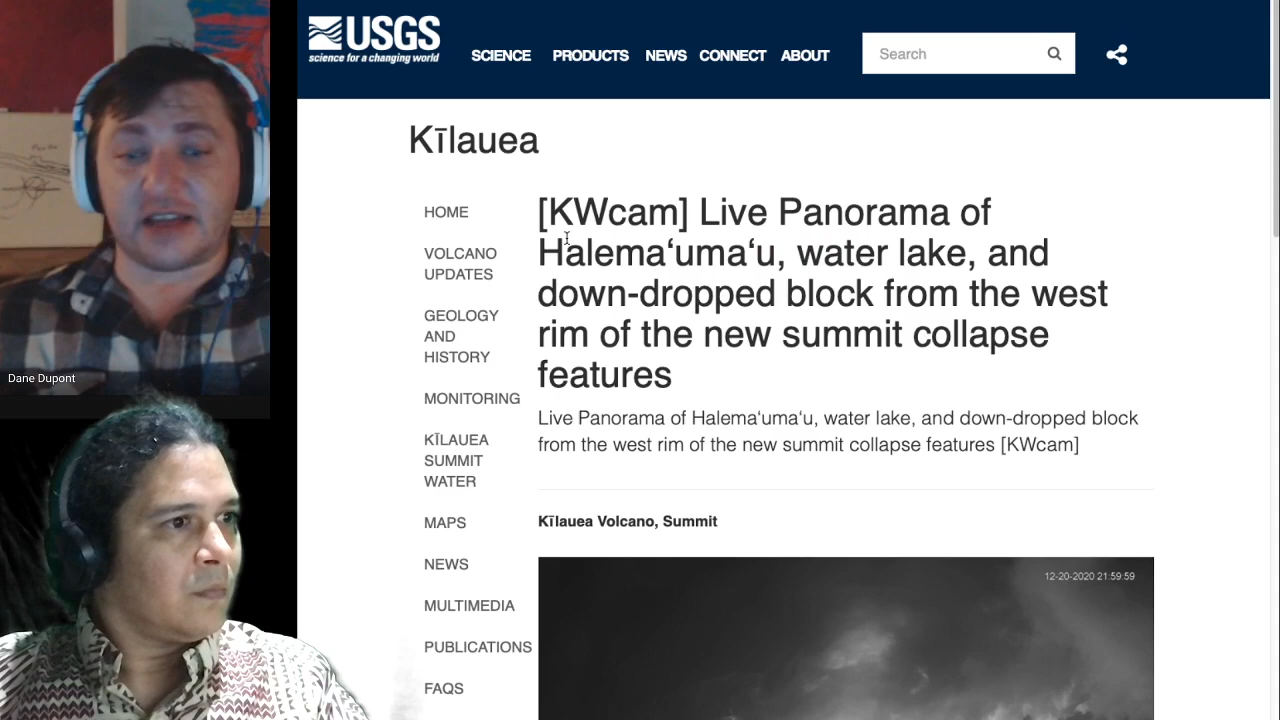 USGS
science for a changing world
SCIENCE PRODUCTS NEWS CONNECT ABOUT
Search
Kīlauea
HOME
VOLCANO
UPDATES
GEOLOGY
AND
HISTORY
MONITORING
KĪLAUEA
SUMMIT
WATER
MAPS
NEWS
MULTIMEDIA
PUBLICATIONS
FAQS
[KWcam] Live Panorama of
Halemaʻumaʻu, water lake, and
down-dropped block from the west
rim of the new summit collapse
features
Live Panorama of Halemaʻumaʻu, water lake, and down-dropped block
from the west rim of the new summit collapse features [KWcam]
Kīlauea Volcano, Summit
12-20-2020 21:59:59
Dane Dupont